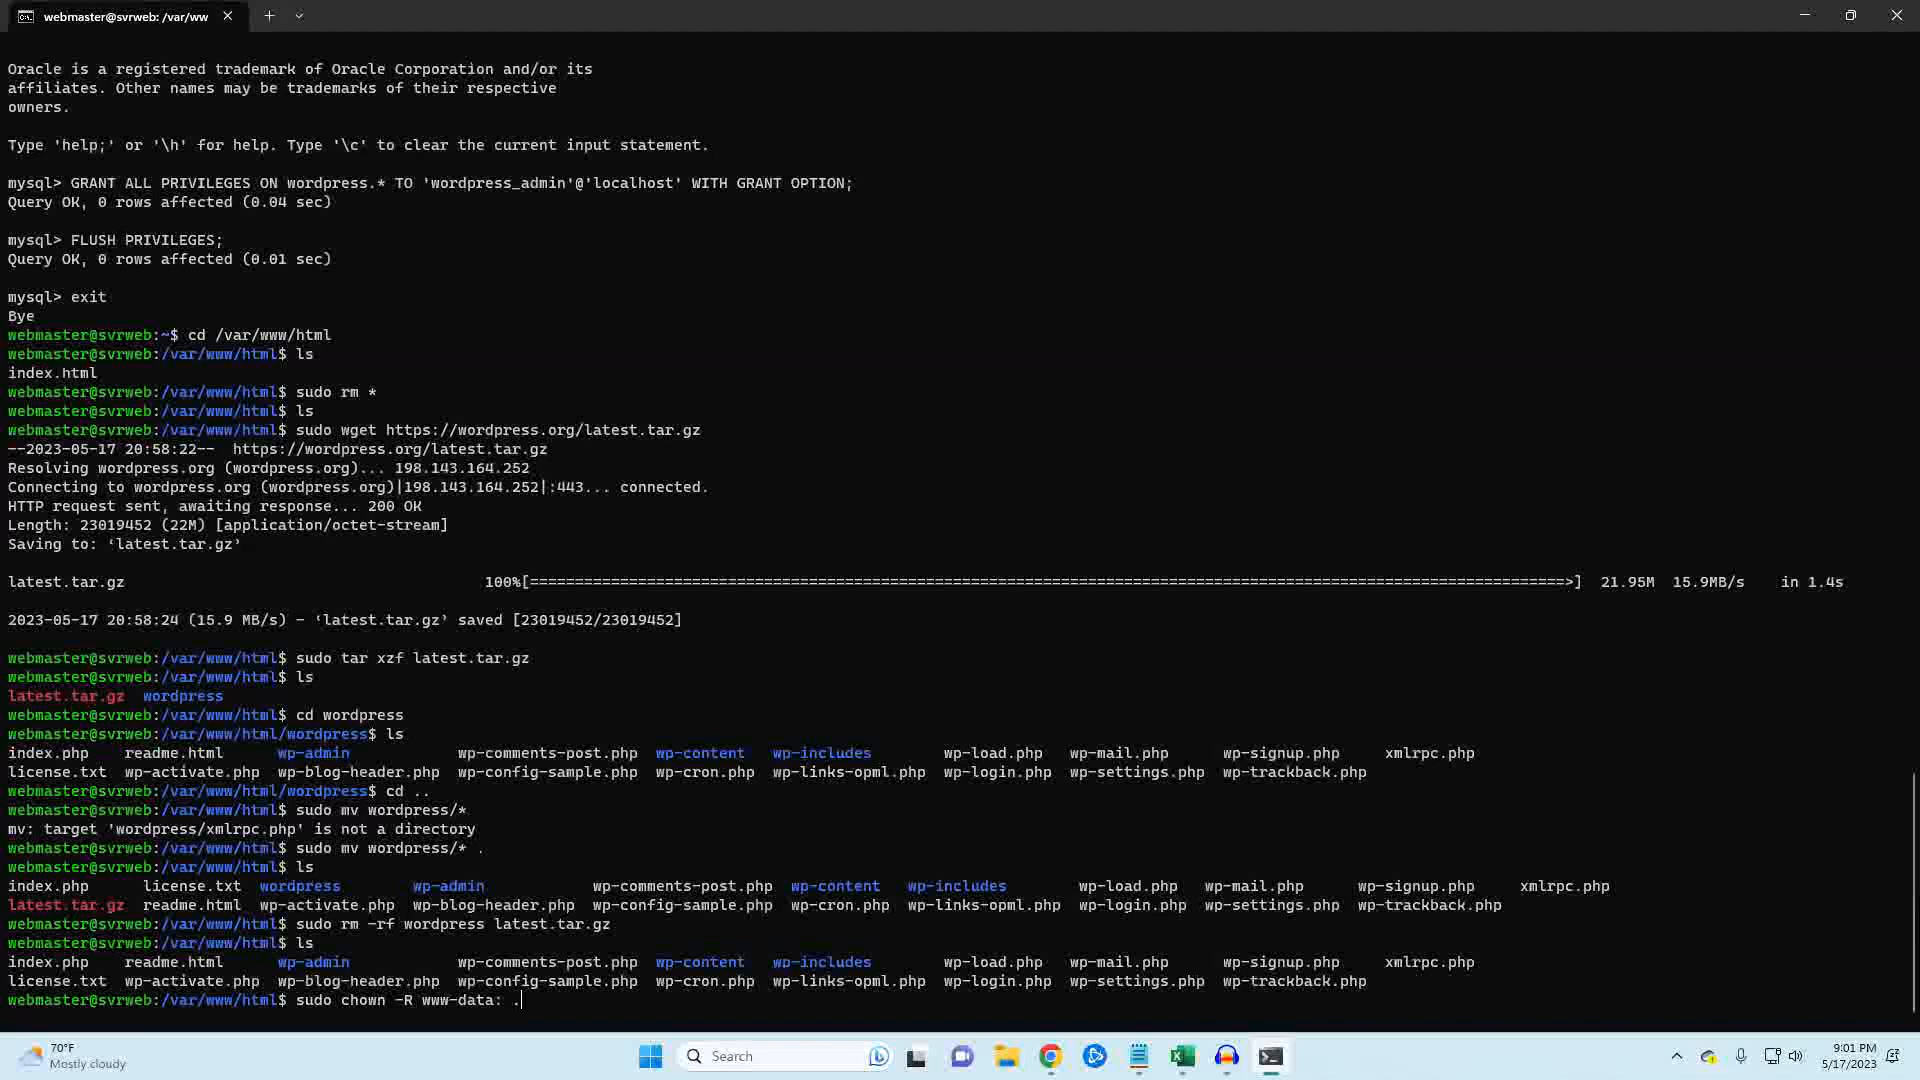 webmaster@svrweb: /var/ww
Oracle is a registered trademark of Oracle Corporation and/or its
affiliates. Other names may be trademarks of their respective
owners.
Type 'help;' or '\h' for help. Type '\c' to clear the current input statement.
mysql> GRANT ALL PRIVILEGES ON wordpress.* TO 'wordpress_admin'@'localhost' WITH GRANT OPTION;
Query OK, 0 rows affected (0.04 sec)
mysql> FLUSH PRIVILEGES;
Query OK, 0 rows affected (0.01 sec)
mysql> exit
Bye
webmaster@svrweb:~$ cd /var/www/html
webmaster@svrweb:/var/www/html$ ls
index.html
webmaster@svrweb:/var/www/html$ sudo rm *
webmaster@svrweb:/var/www/html$ ls
webmaster@svrweb:/var/www/html$ sudo wget https://wordpress.org/latest.tar.gz
--2023-05-17 20:58:22--  https://wordpress.org/latest.tar.gz
Resolving wordpress.org (wordpress.org)... 198.143.164.252
Connecting to wordpress.org (wordpress.org)|198.143.164.252|:443... connected.
HTTP request sent, awaiting response... 200 OK
Length: 23019452 (22M) [application/octet-stream]
Saving to: ‘latest.tar.gz’
latest.tar.gz 100%[===================================================================================================================>] 21.95M 15.9MB/s in 1.4s
2023-05-17 20:58:24 (15.9 MB/s) - ‘latest.tar.gz’ saved [23019452/23019452]
webmaster@svrweb:/var/www/html$ sudo tar xzf latest.tar.gz
webmaster@svrweb:/var/www/html$ ls
latest.tar.gz  wordpress
webmaster@svrweb:/var/www/html$ cd wordpress
webmaster@svrweb:/var/www/html/wordpress$ ls
index.php readme.html wp-admin wp-comments-post.php wp-content wp-includes wp-load.php wp-mail.php wp-signup.php xmlrpc.php
license.txt wp-activate.php wp-blog-header.php wp-config-sample.php wp-cron.php wp-links-opml.php wp-login.php wp-settings.php wp-trackback.php
webmaster@svrweb:/var/www/html/wordpress$ cd ..
webmaster@svrweb:/var/www/html$ sudo mv wordpress/*
mv: target 'wordpress/xmlrpc.php' is not a directory
webmaster@svrweb:/var/www/html$ sudo mv wordpress/* .
webmaster@svrweb:/var/www/html$ ls
index.php license.txt wordpress wp-admin wp-comments-post.php wp-content wp-includes wp-load.php wp-mail.php wp-signup.php xmlrpc.php
latest.tar.gz readme.html wp-activate.php wp-blog-header.php wp-config-sample.php wp-cron.php wp-links-opml.php wp-login.php wp-settings.php wp-trackback.php
webmaster@svrweb:/var/www/html$ sudo rm -rf wordpress latest.tar.gz
webmaster@svrweb:/var/www/html$ ls
index.php readme.html wp-admin wp-comments-post.php wp-content wp-includes wp-load.php wp-mail.php wp-signup.php xmlrpc.php
license.txt wp-activate.php wp-blog-header.php wp-config-sample.php wp-cron.php wp-links-opml.php wp-login.php wp-settings.php wp-trackback.php
webmaster@svrweb:/var/www/html$ sudo chown -R www-data: .
70°F
Mostly cloudy
Search
9:01 PM
5/17/2023